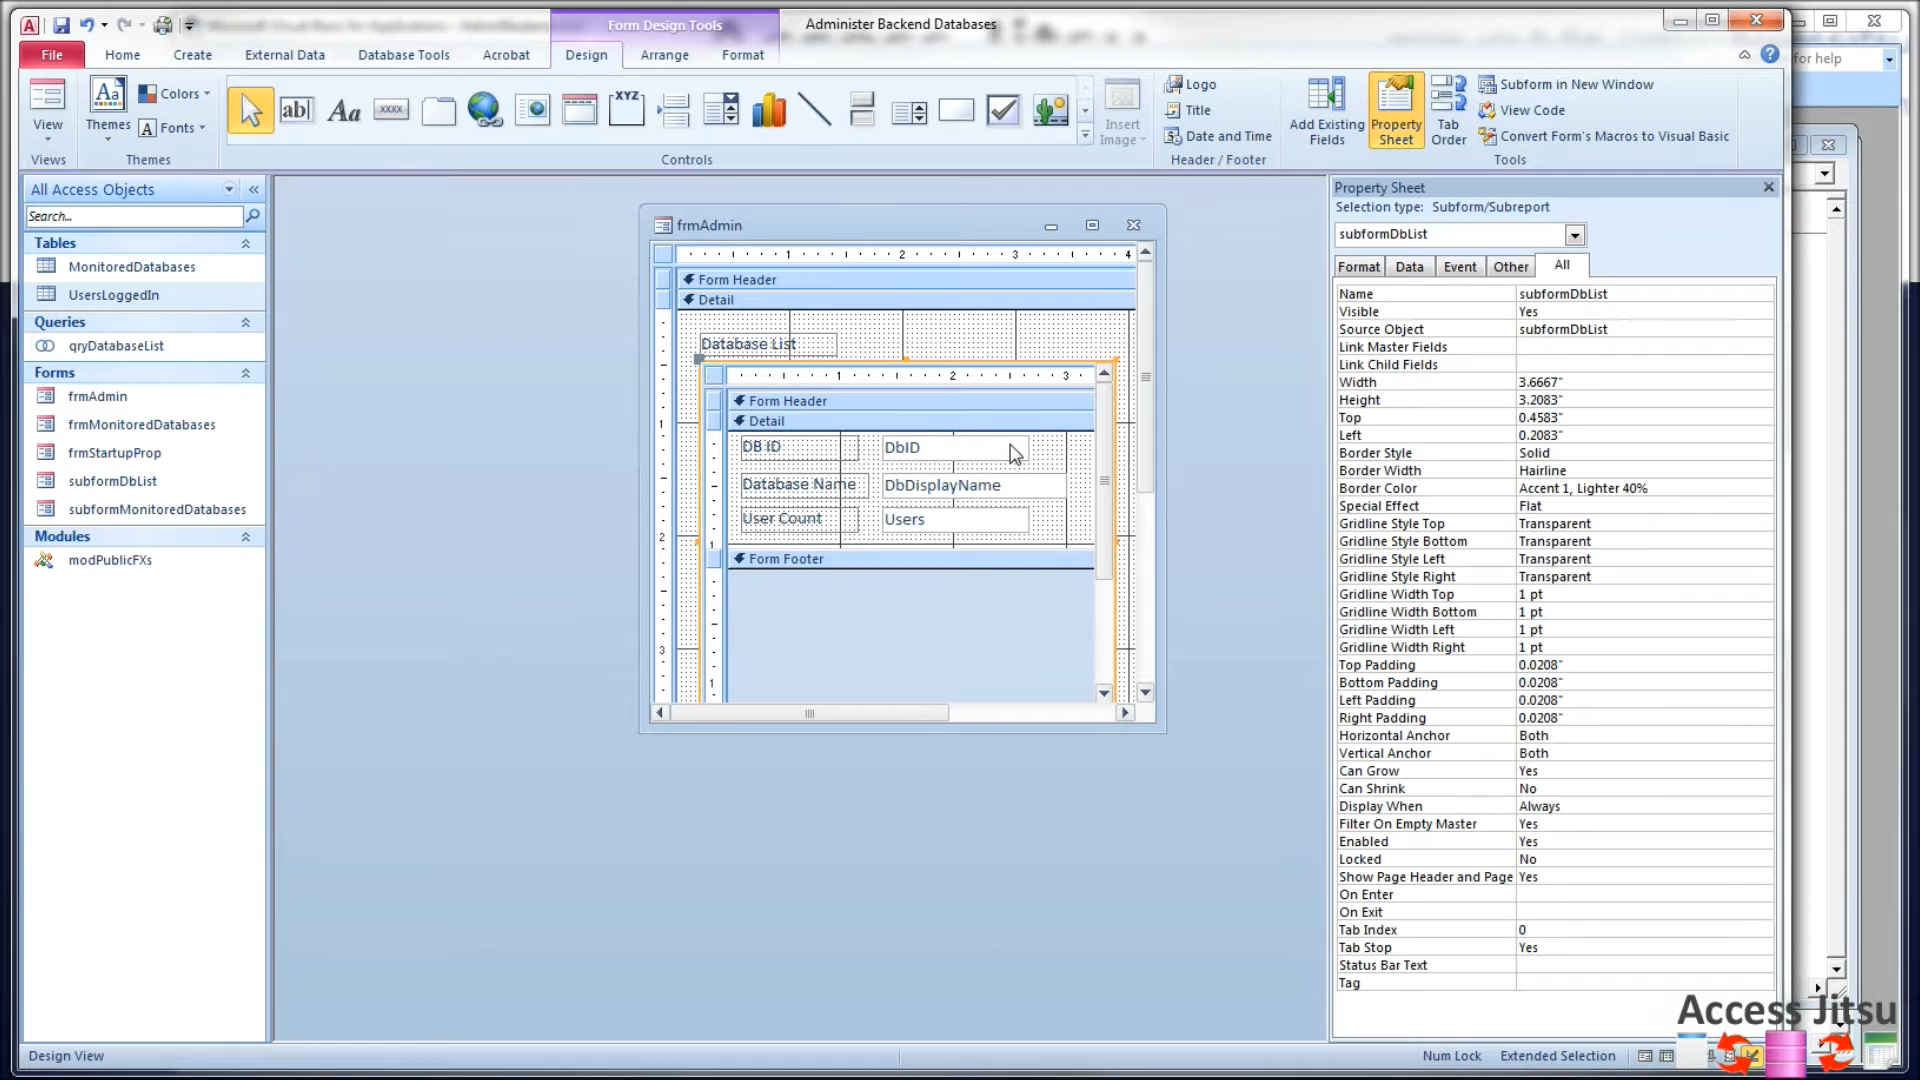 Form Design Tools
Administer Backend Databases
File Home Create External Data Database Tools Acrobat Design Arrange Format
for help
View
Views
Themes
Colors
Fonts
Themes
Controls
Insert Image
Logo
Title
Date and Time
Header / Footer
Add Existing Fields
Property Sheet
Tab Order
Subform in New Window
View Code
Convert Form's Macros to Visual Basic
Tools
All Access Objects
Search...
Tables
MonitoredDatabases
UsersLoggedIn
Queries
qryDatabaseList
Forms
frmAdmin
frmMonitoredDatabases
frmStartupProp
subformDbList
subformMonitoredDatabases
Modules
modPublicFXs
frmAdmin
1 2 3 4
Form Header
Detail
Database List
1 2 3
Form Header
Detail
DB ID DbID
Database Name DbDisplayName
User Count Users
Form Footer
Property Sheet
Selection type: Subform/Subreport
subformDbList
Format Data Event Other All
Name subformDbList
Visible Yes
Source Object subformDbList
Link Master Fields
Link Child Fields
Width 3.6667"
Height 3.2083"
Top 0.4583"
Left 0.2083"
Border Style Solid
Border Width Hairline
Border Color Accent 1, Lighter 40%
Special Effect Flat
Gridline Style Top Transparent
Gridline Style Bottom Transparent
Gridline Style Left Transparent
Gridline Style Right Transparent
Gridline Width Top 1 pt
Gridline Width Bottom 1 pt
Gridline Width Left 1 pt
Gridline Width Right 1 pt
Top Padding 0.0208"
Bottom Padding 0.0208"
Left Padding 0.0208"
Right Padding 0.0208"
Horizontal Anchor Both
Vertical Anchor Both
Can Grow Yes
Can Shrink No
Display When Always
Filter On Empty Master Yes
Enabled Yes
Locked No
Show Page Header and Page Yes
On Enter
On Exit
Tab Index 0
Tab Stop Yes
Status Bar Text
Tag
Access Jitsu
Design View
Num Lock Extended Selection